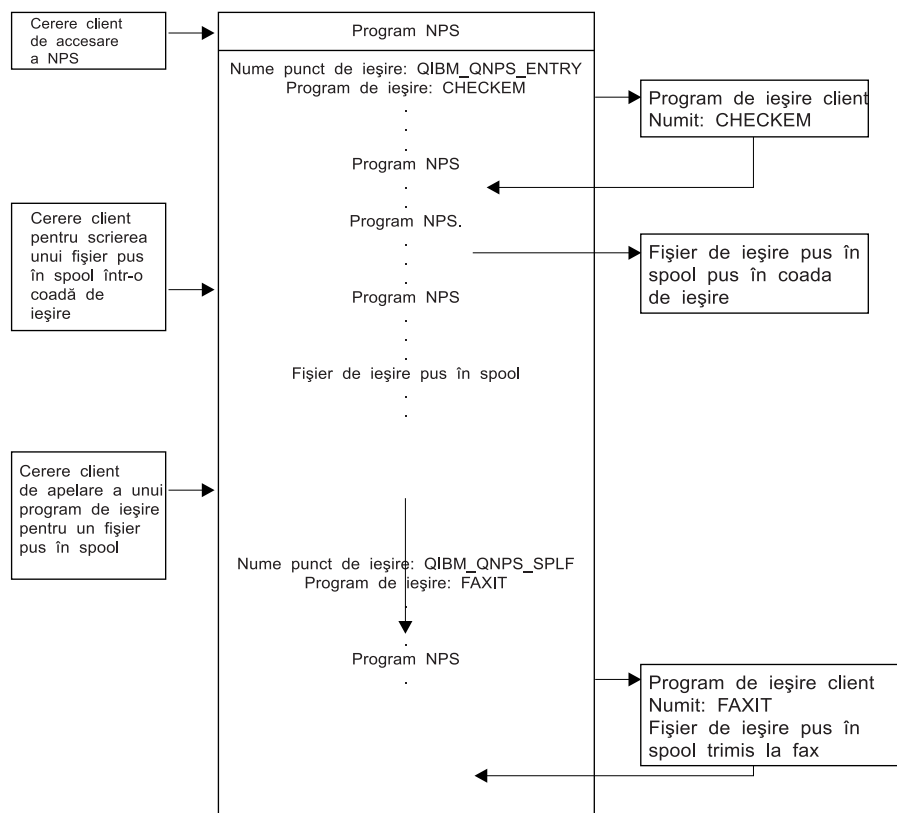 Cerere client
de accesare
a NPS
Program NPS
Nume punct de ieşire: QIBM_QNPS_ENTRY
Program de ieşire: CHECKEM
Program de ieşire client
Numit: CHECKEM
Program NPS
Cerere client
pentru scrierea
unui fişier pus
în spool într-o
coadă de
ieşire
Program NPS.
Fişier de ieşire pus în
spool pus în coada
de ieşire
Program NPS
Fişier de ieşire pus în spool
Cerere client
de apelare a unui
program de ieşire
pentru un fişier
pus în spool
Nume punct de ieşire: QIBM_QNPS_SPLF
Program de ieşire: FAXIT
Program NPS
Program de ieşire client
Numit: FAXIT
Fişier de ieşire pus în
spool trimis la fax